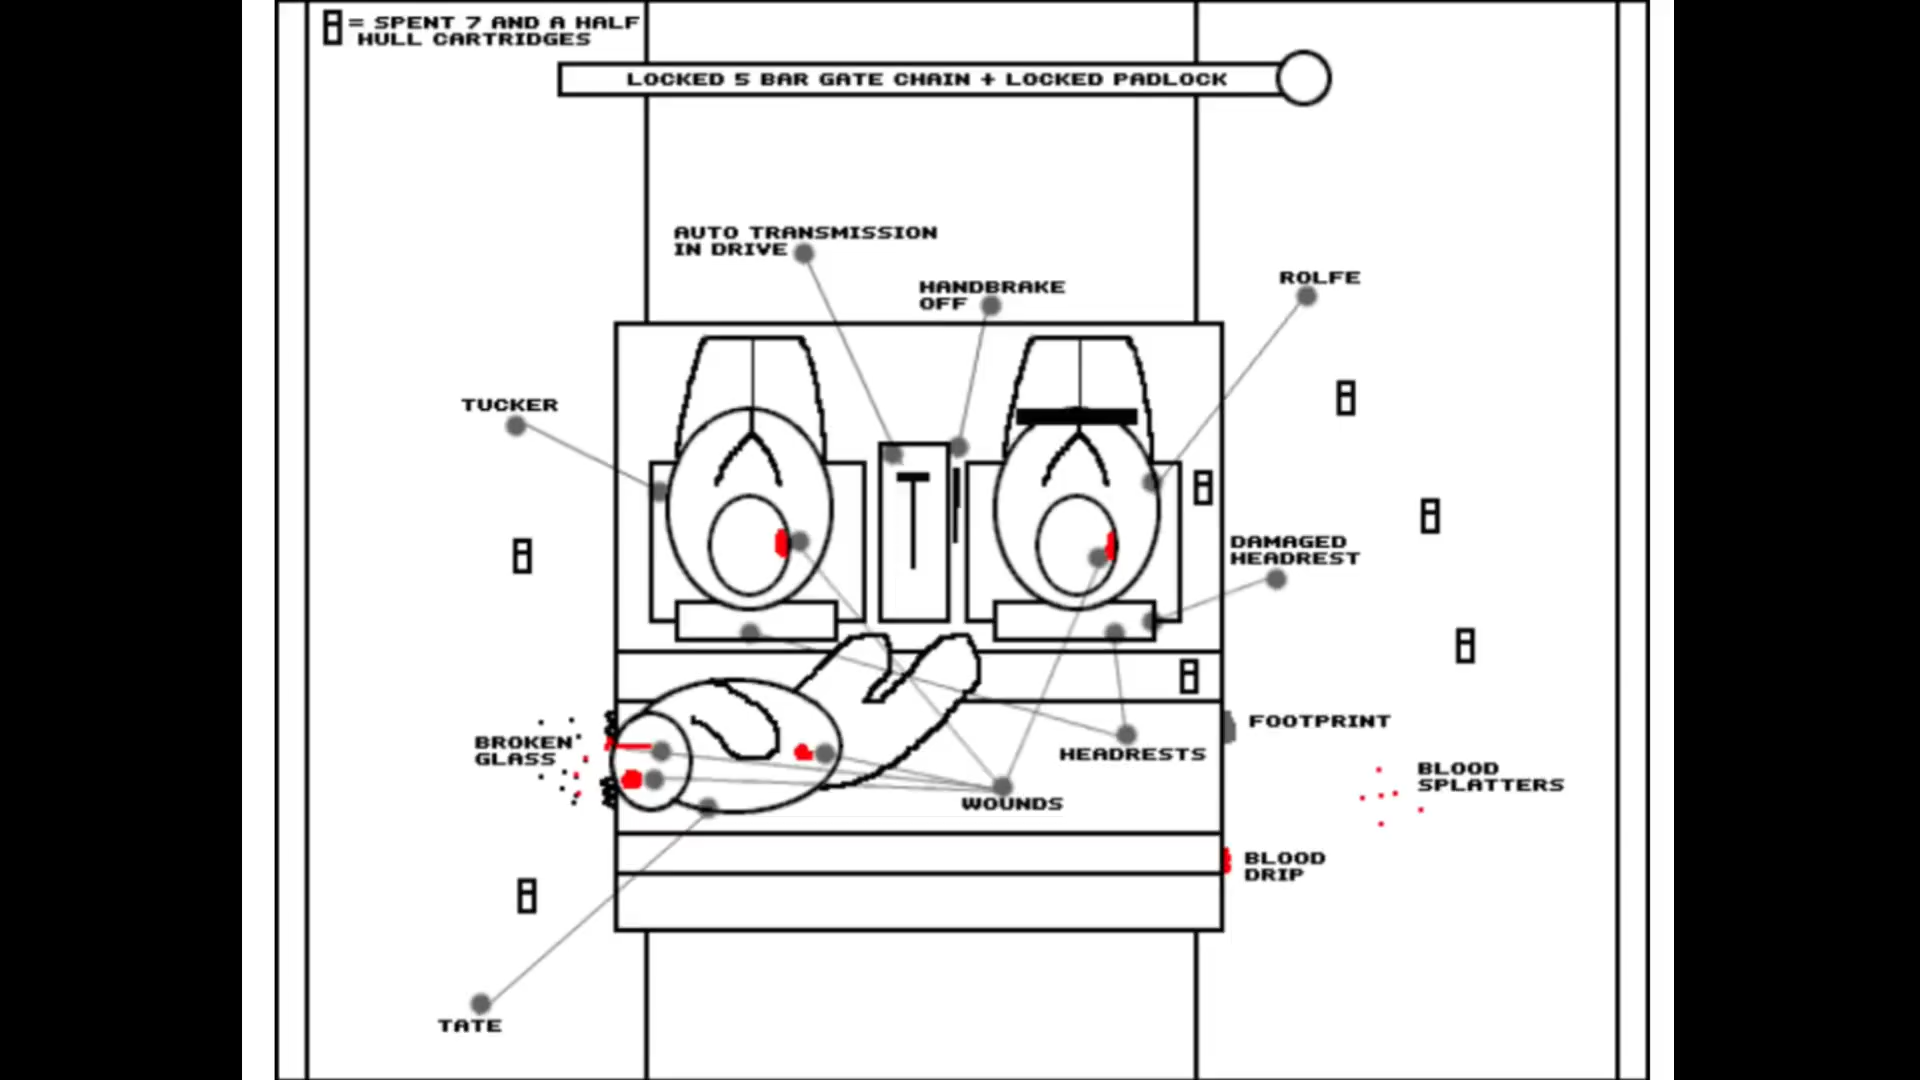 = SPENT 7 AND A HALF
HULL CARTRIDGES
LOCKED 5 BAR GATE CHAIN + LOCKED PADLOCK
AUTO TRANSMISSION
IN DRIVE
HANDBRAKE
OFF
ROLFE
TUCKER
DAMAGED
HEADREST
FOOTPRINT
BROKEN
GLASS
HEADRESTS
BLOOD
SPLATTERS
WOUNDS
BLOOD
DRIP
TATE